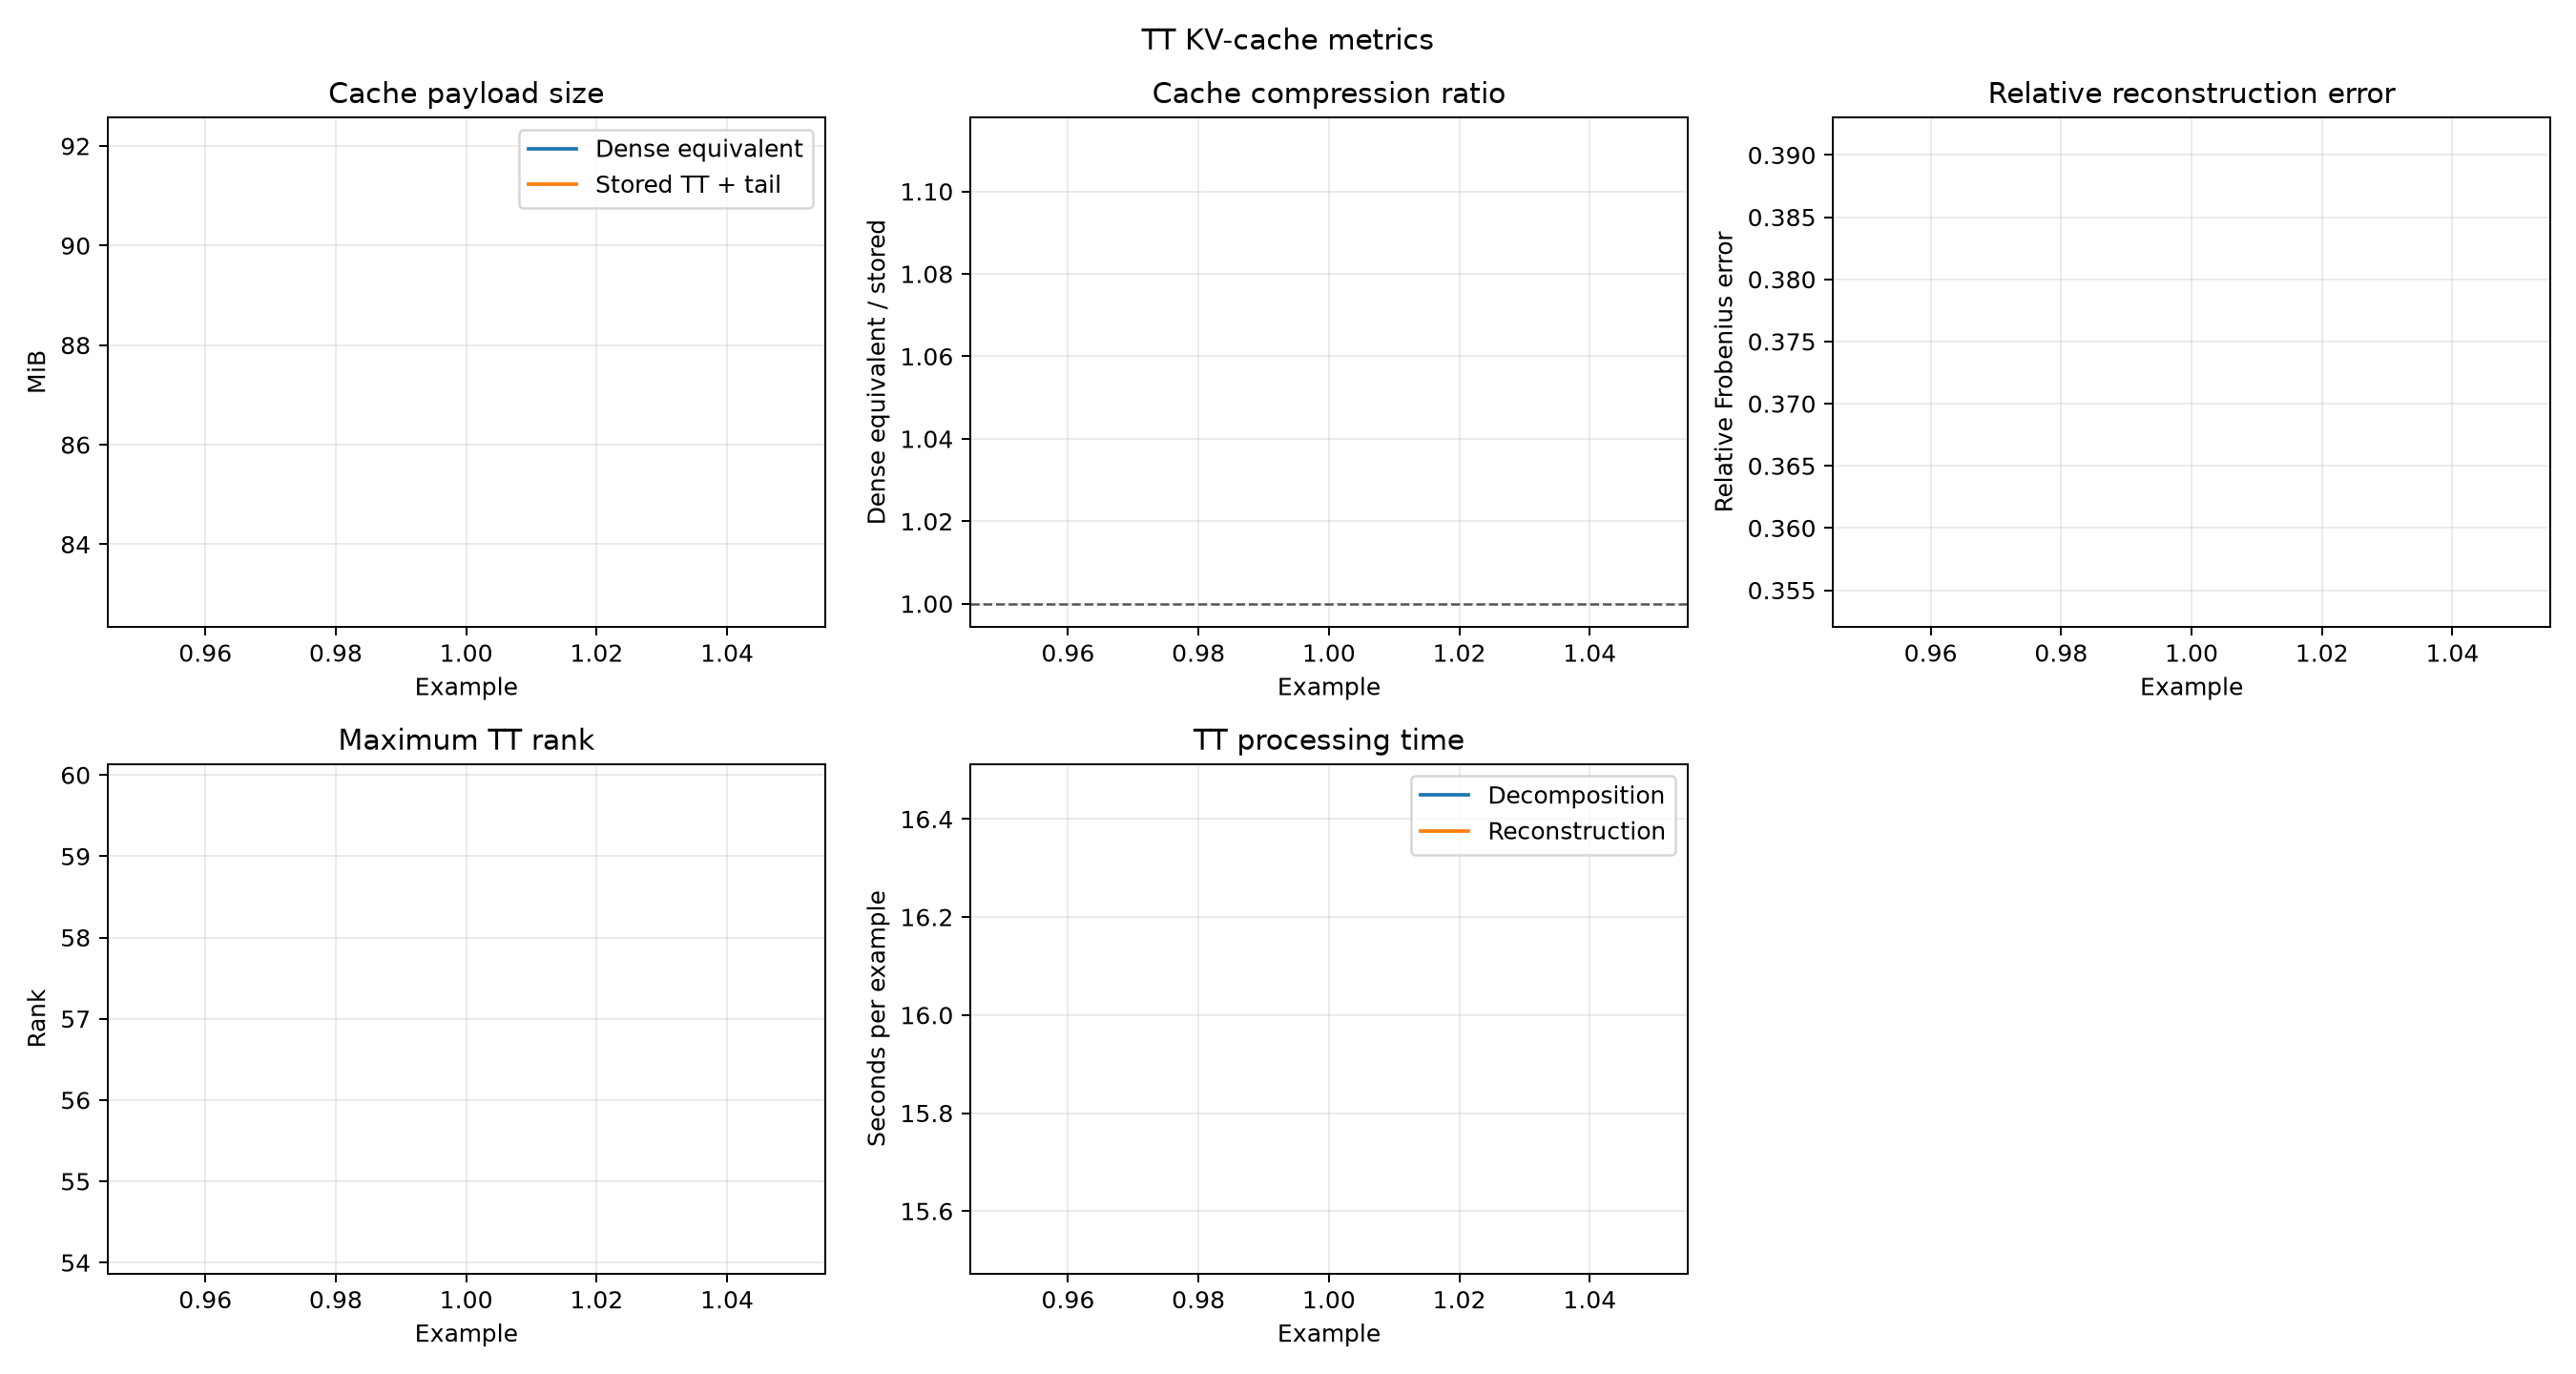 TT KV-cache metrics
Cache payload size
92
90
88
86
84
MiB
Dense equivalent
Stored TT + tail
0.96 0.98 1.00 1.02 1.04
Example
Cache compression ratio
1.10
1.08
1.06
1.04
1.02
1.00
Dense equivalent / stored
0.96 0.98 1.00 1.02 1.04
Example
Relative reconstruction error
0.390
0.385
0.380
0.375
0.370
0.365
0.360
0.355
Relative Frobenius error
0.96 0.98 1.00 1.02 1.04
Example
Maximum TT rank
60
59
58
57
56
55
54
Rank
0.96 0.98 1.00 1.02 1.04
Example
TT processing time
16.4
16.2
16.0
15.8
15.6
Seconds per example
Decomposition
Reconstruction
0.96 0.98 1.00 1.02 1.04
Example